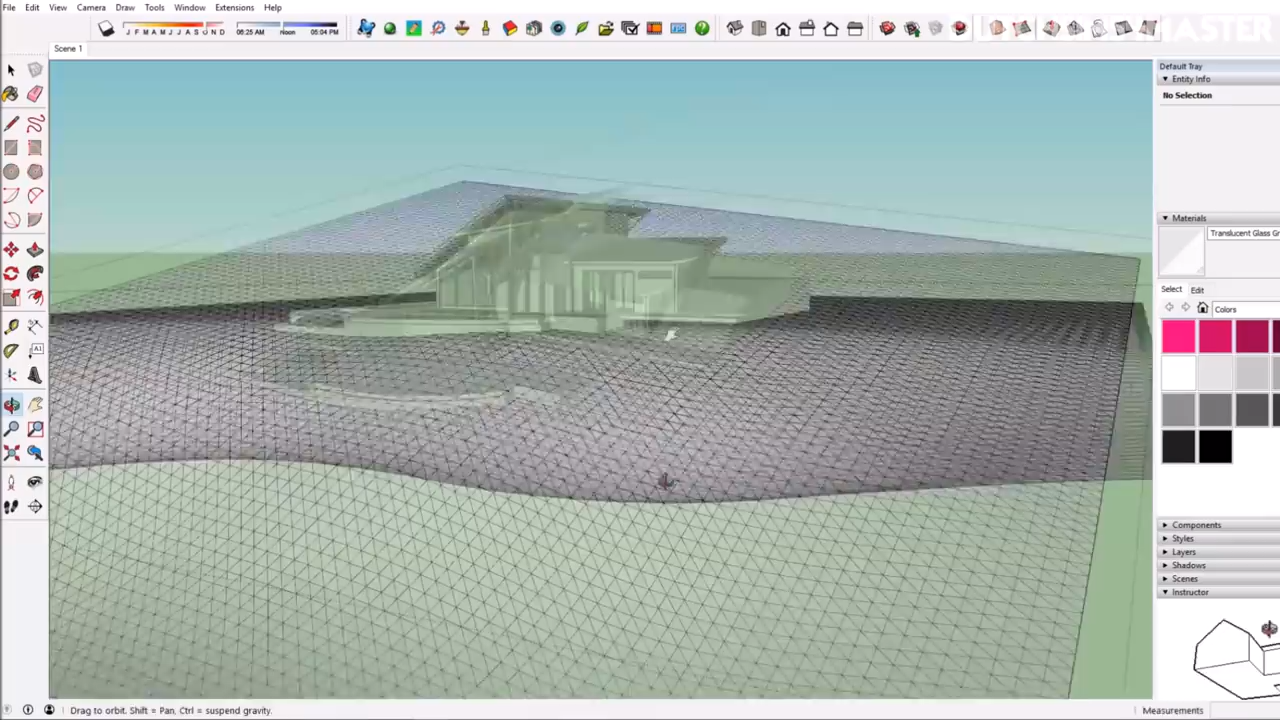 File Edit View Camera Draw Tools Window Extensions Help
J F M A M J J A S O N D 06:25 AM Noon 05:04 PM
Scene 1
Default Tray
Entity Info
No Selection
Materials
Translucent Glass Gr
Select Edit
Colors
A1
Components
Styles
Layers
Shadows
Scenes
Instructor
Drag to orbit. Shift = Pan, Ctrl = suspend gravity.
Measurements